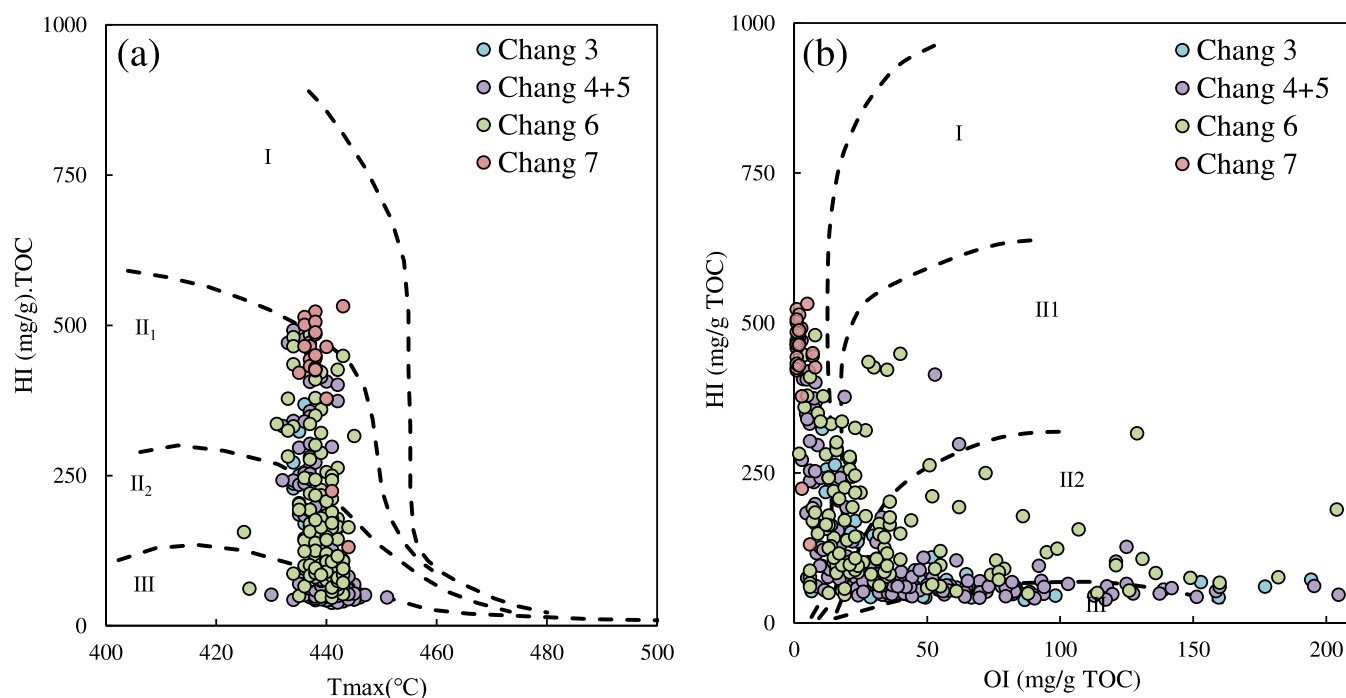 (a)
Chang 3
Chang 4+5
Chang 6
Chang 7
1000
750
500
250
0
HI (mg/g).TOC
I
II1
II2
III
400
420
440
460
480
500
Tmax(°C)
(b)
Chang 3
Chang 4+5
Chang 6
Chang 7
1000
750
500
250
0
HI (mg/g TOC)
I
II1
II2
III
0
50
100
150
200
OI (mg/g TOC)